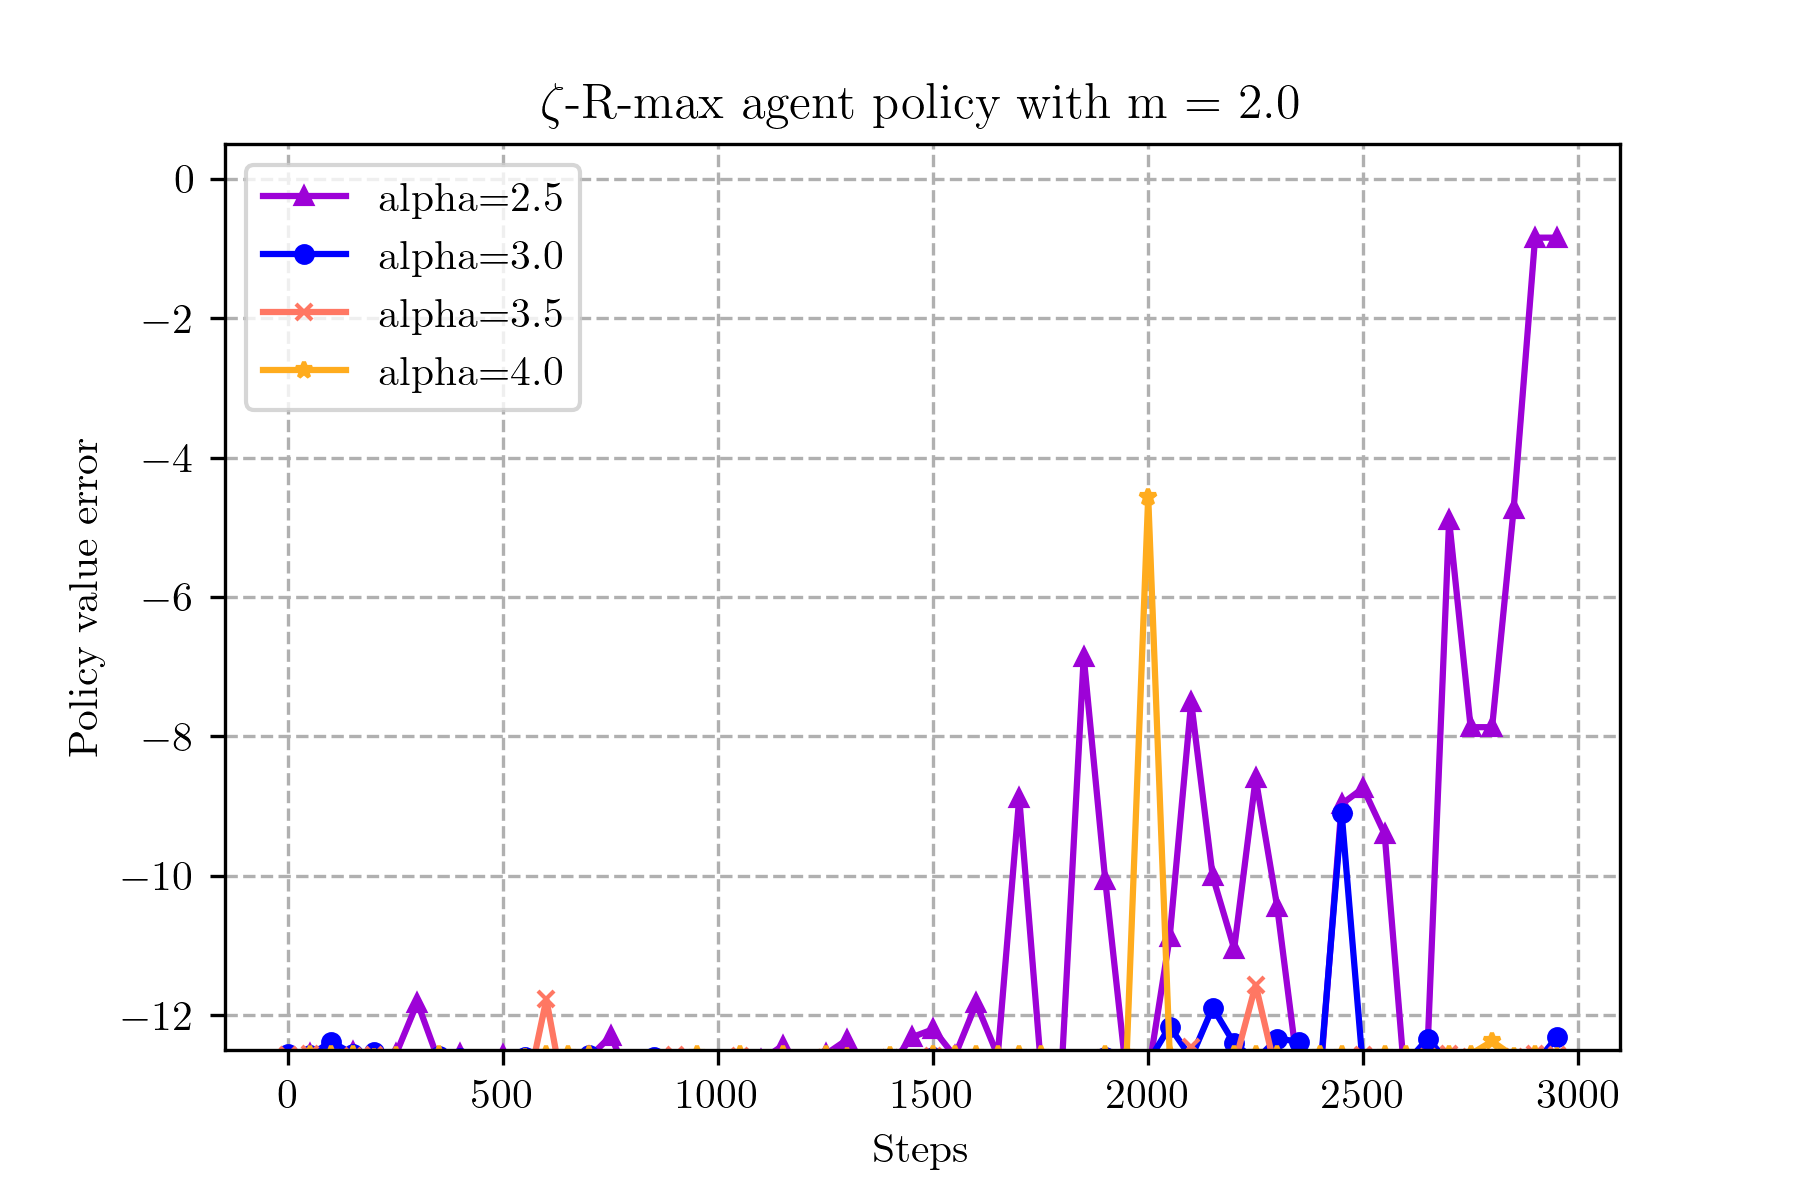 ζ-R-max agent policy with m = 2.0
alpha=2.5
alpha=3.0
alpha=3.5
alpha=4.0
Policy value error
0
−2
−4
−6
−8
−10
−12
0 500 1000 1500 2000 2500 3000
Steps